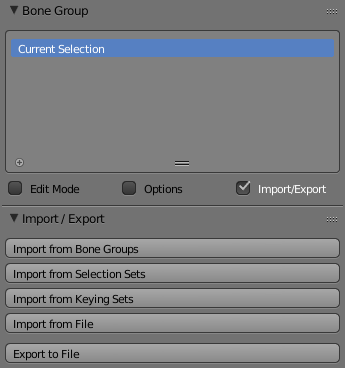 Bone Group
Current Selection
Edit Mode Options Import/Export
Import / Export
Import from Bone Groups
Import from Selection Sets
Import from Keying Sets
Import from File
Export to File